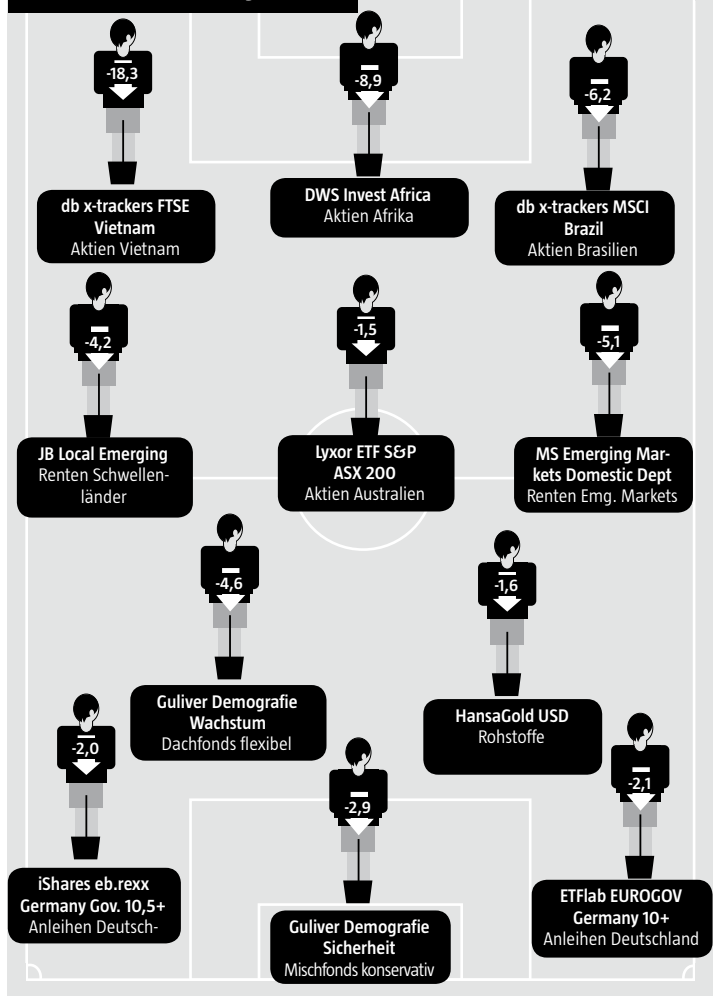 -18,3
-8,9
-6,2
db x-trackers FTSE
Vietnam
Aktien Vietnam
DWS Invest Africa
Aktien Afrika
db x-trackers MSCI
Brazil
Aktien Brasilien
-4,2
-1,5
-5,1
JB Local Emerging
Renten Schwellen-
länder
Lyxor ETF S&P
ASX 200
Aktien Australien
MS Emerging Mar-
kets Domestic Dept
Renten Emg. Markets
-4,6
-1,6
Guliver Demografie
Wachstum
Dachfonds flexibel
HansaGold USD
Rohstoffe
-2,0
-2,9
-2,1
iShares eb.rexx
Germany Gov. 10,5+
Anleihen Deutsch-
Guliver Demografie
Sicherheit
Mischfonds konservativ
ETFlab EUROGOV
Germany 10+
Anleihen Deutschland